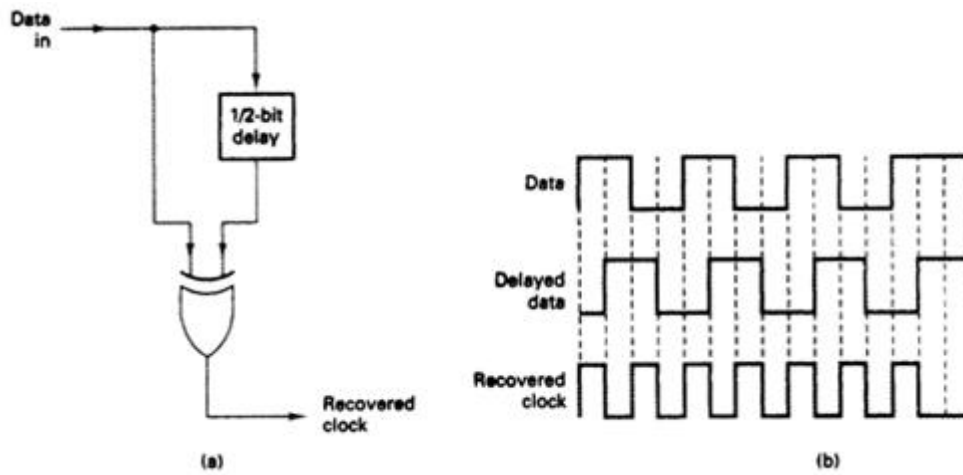 Data
in
1/2-bit
delay
Recovered
clock
(a)
Data
Delayed
data
Recovered
clock
(b)